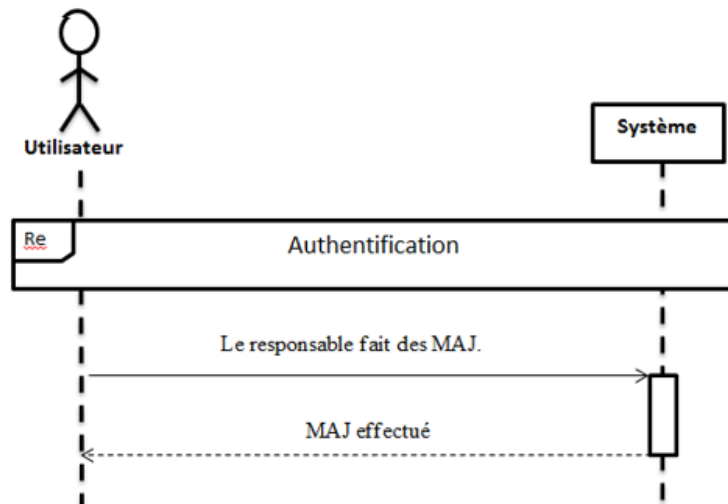 Utilisateur
Système
Re
Authentification
Le responsable fait des MAJ.
MAJ effectué